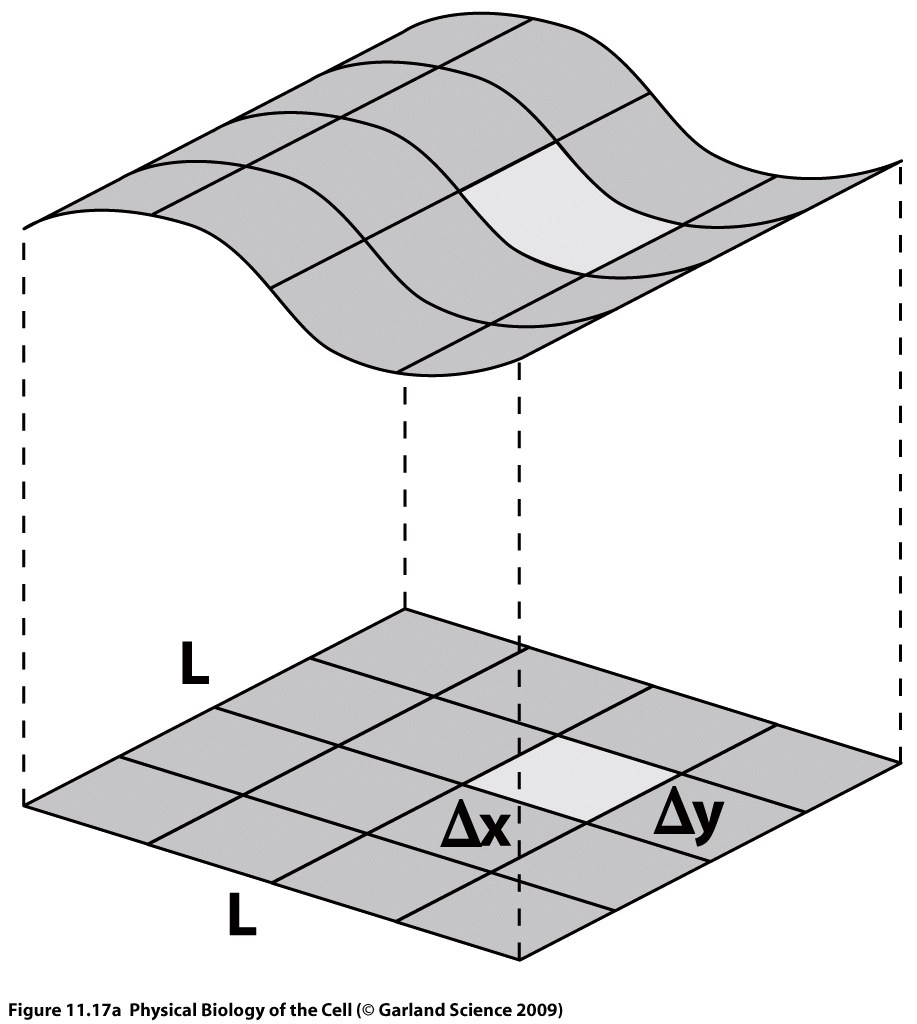 L
Δx
Δy
L
Figure 11.17a Physical Biology of the Cell (© Garland Science 2009)